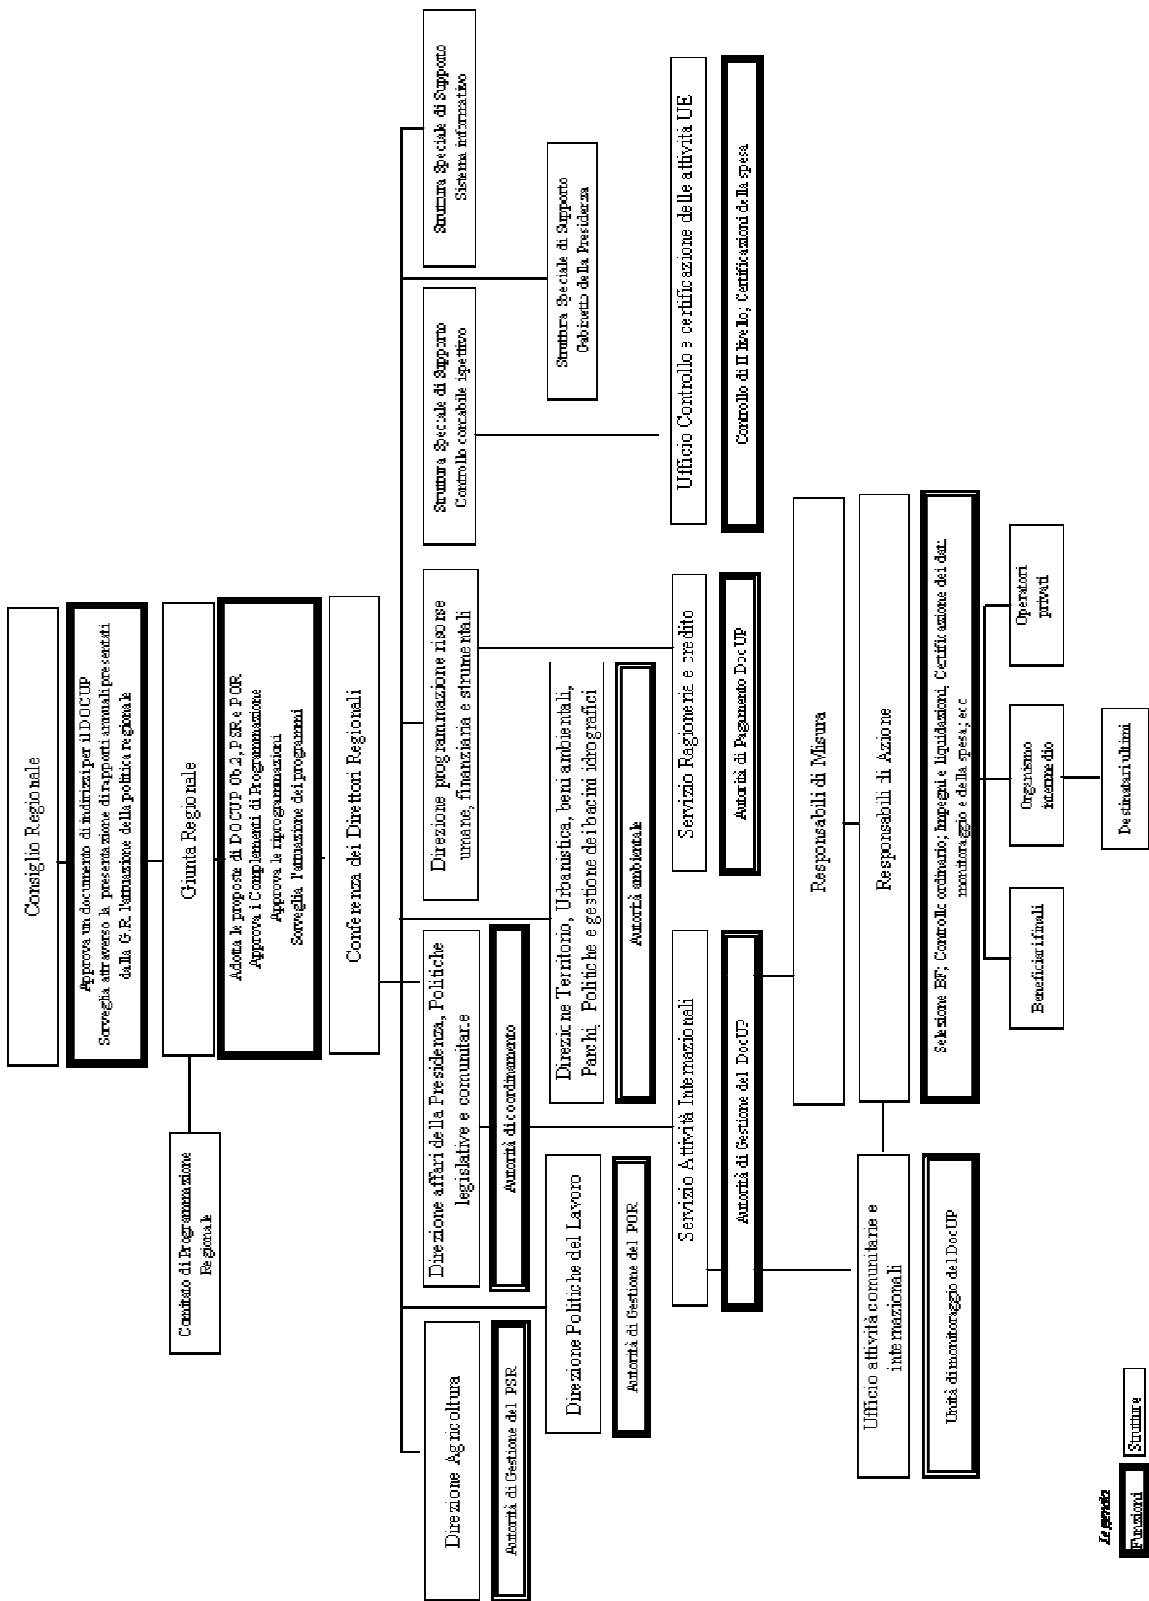 Consiglio Regionale
Approva un documento di indirizzi per il DOCUP
Sorveglia attraverso la presentazione di rapporti annuali presentati
dalla G.R. l'attuazione della politica regionale
Giunta Regionale
Comitato di Programmazione
Regionale
Adotta le proposte di DOCUP Ob.2, PSR e POR
Approva i Complementi di Programmazione
Approva le riprogrammazioni
Sorveglia l'attuazione dei programmi
Conferenza dei Direttori Regionali
Direzione Agricoltura
Autorità di Gestione del PSR
Direzione affari della Presidenza, Politiche
legislative e comunitarie
Autorità di coordinamento
Direzione programmazione risorse
umane, finanziaria e strumentali
Struttura Speciale di Supporto
Controllo contabile ispettivo
Struttura Speciale di Supporto
Sistema informativo
Direzione Politiche del Lavoro
Autorità di Gestione del POR
Direzione Territorio, Urbanistica, beni ambientali,
Parchi, Politiche e gestione dei bacini idrografici
Autorità ambientale
Struttura Speciale di Supporto
Gabinetto della Presidenza
Servizio Attività Internazionali
Autorità di Gestione del DocUP
Servizio Ragioneria e credito
Autorità di Pagamento DocUP
Ufficio Controllo e certificazione delle attività UE
Controllo di II livello; Certificazioni della spesa
Responsabili di Misura
Ufficio attività comunitarie e
internazionali
Unità di monitoraggio del DocUP
Responsabili di Azione
Selezione BF; Controllo ordinario; Impegni e liquidazioni; Certificazione dei dati
monitoraggio e della spesa; ecc
Beneficiari finali
Organismo
intermedio
Operatori
privati
Destinatari ultimi
Legenda
Funzioni
Strutture